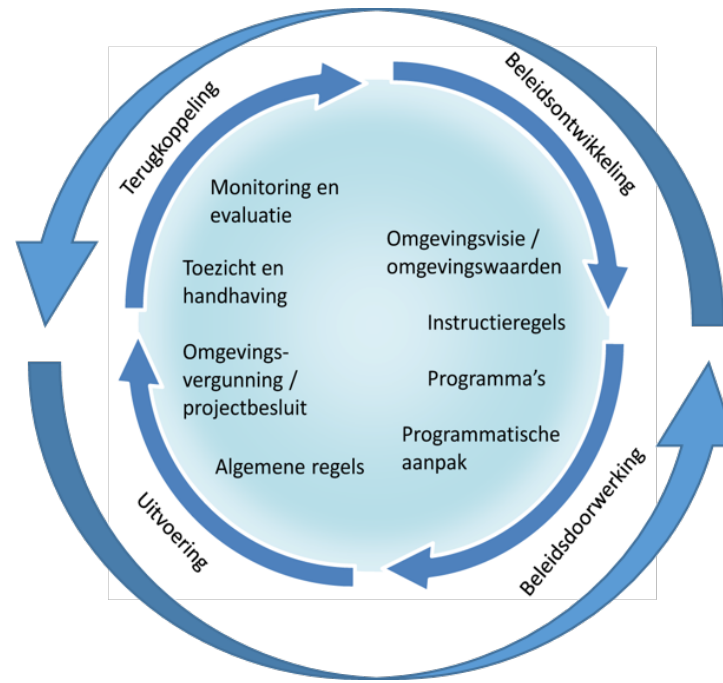 Terugkoppeling
Beleidsontwikkeling
Monitoring en
evaluatie
Omgevingsvisie /
omgevingswaarden
Toezicht en
handhaving
Instructieregels
Omgevings-
vergunning /
projectbesluit
Programma's
Programmatische
aanpak
Algemene regels
Uitvoering
Beleidsdoorwerking